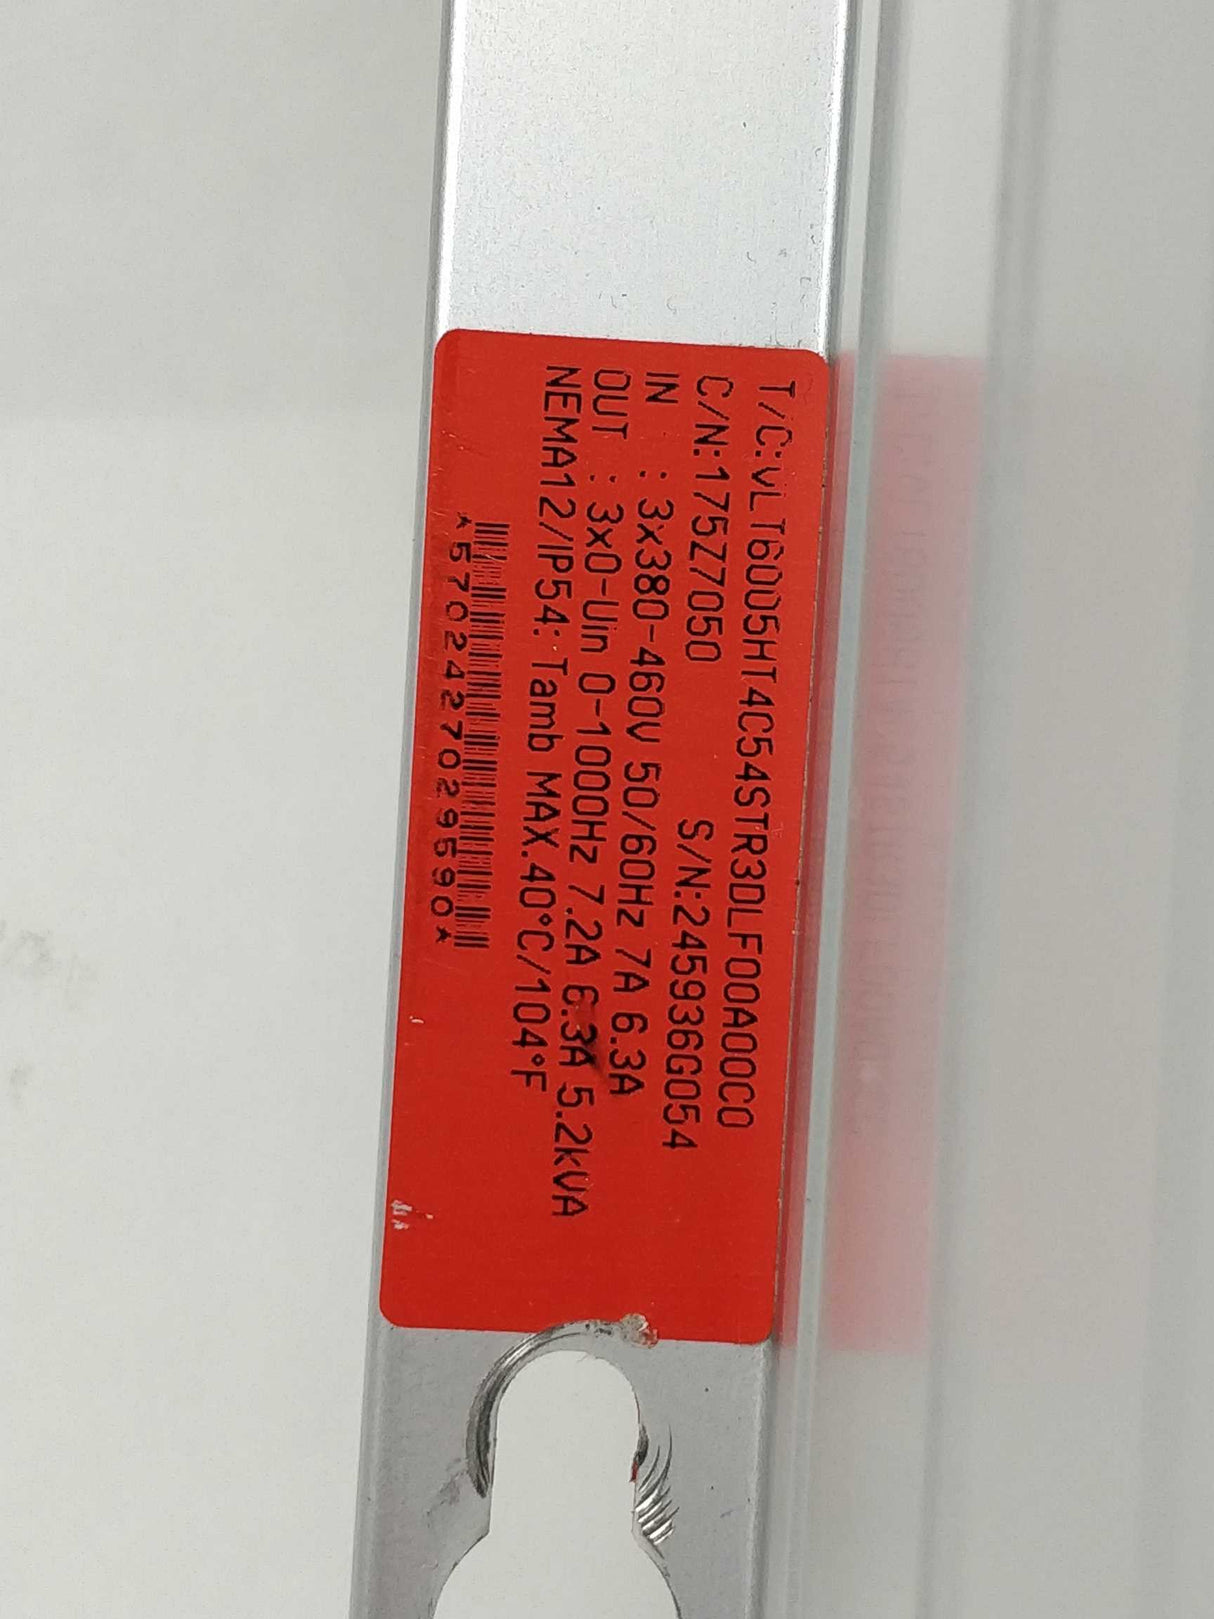 T/C:VLT6005HT4C54STR3DLF00A00C0
C/N:175Z7050 S/N:245936G054
IN : 3x380-460V 50/60Hz 7A 6.3A
OUT : 3x0-Uin 0-1000Hz 7.2A 6.3A 5.2kVA
NEMA12/IP54: Tamb MAX.40°C/104°F
*5702427029590*